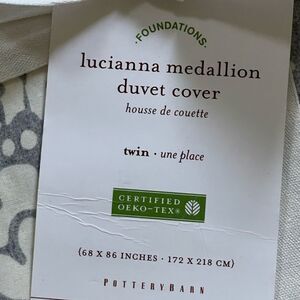 FOUNDATIONS
lucianna medallion
duvet cover
housse de couette
twin · une place
CERTIFIED
OEKO-TEX®
(68 X 86 INCHES · 172 X 218 CM)
POTTERYBARN